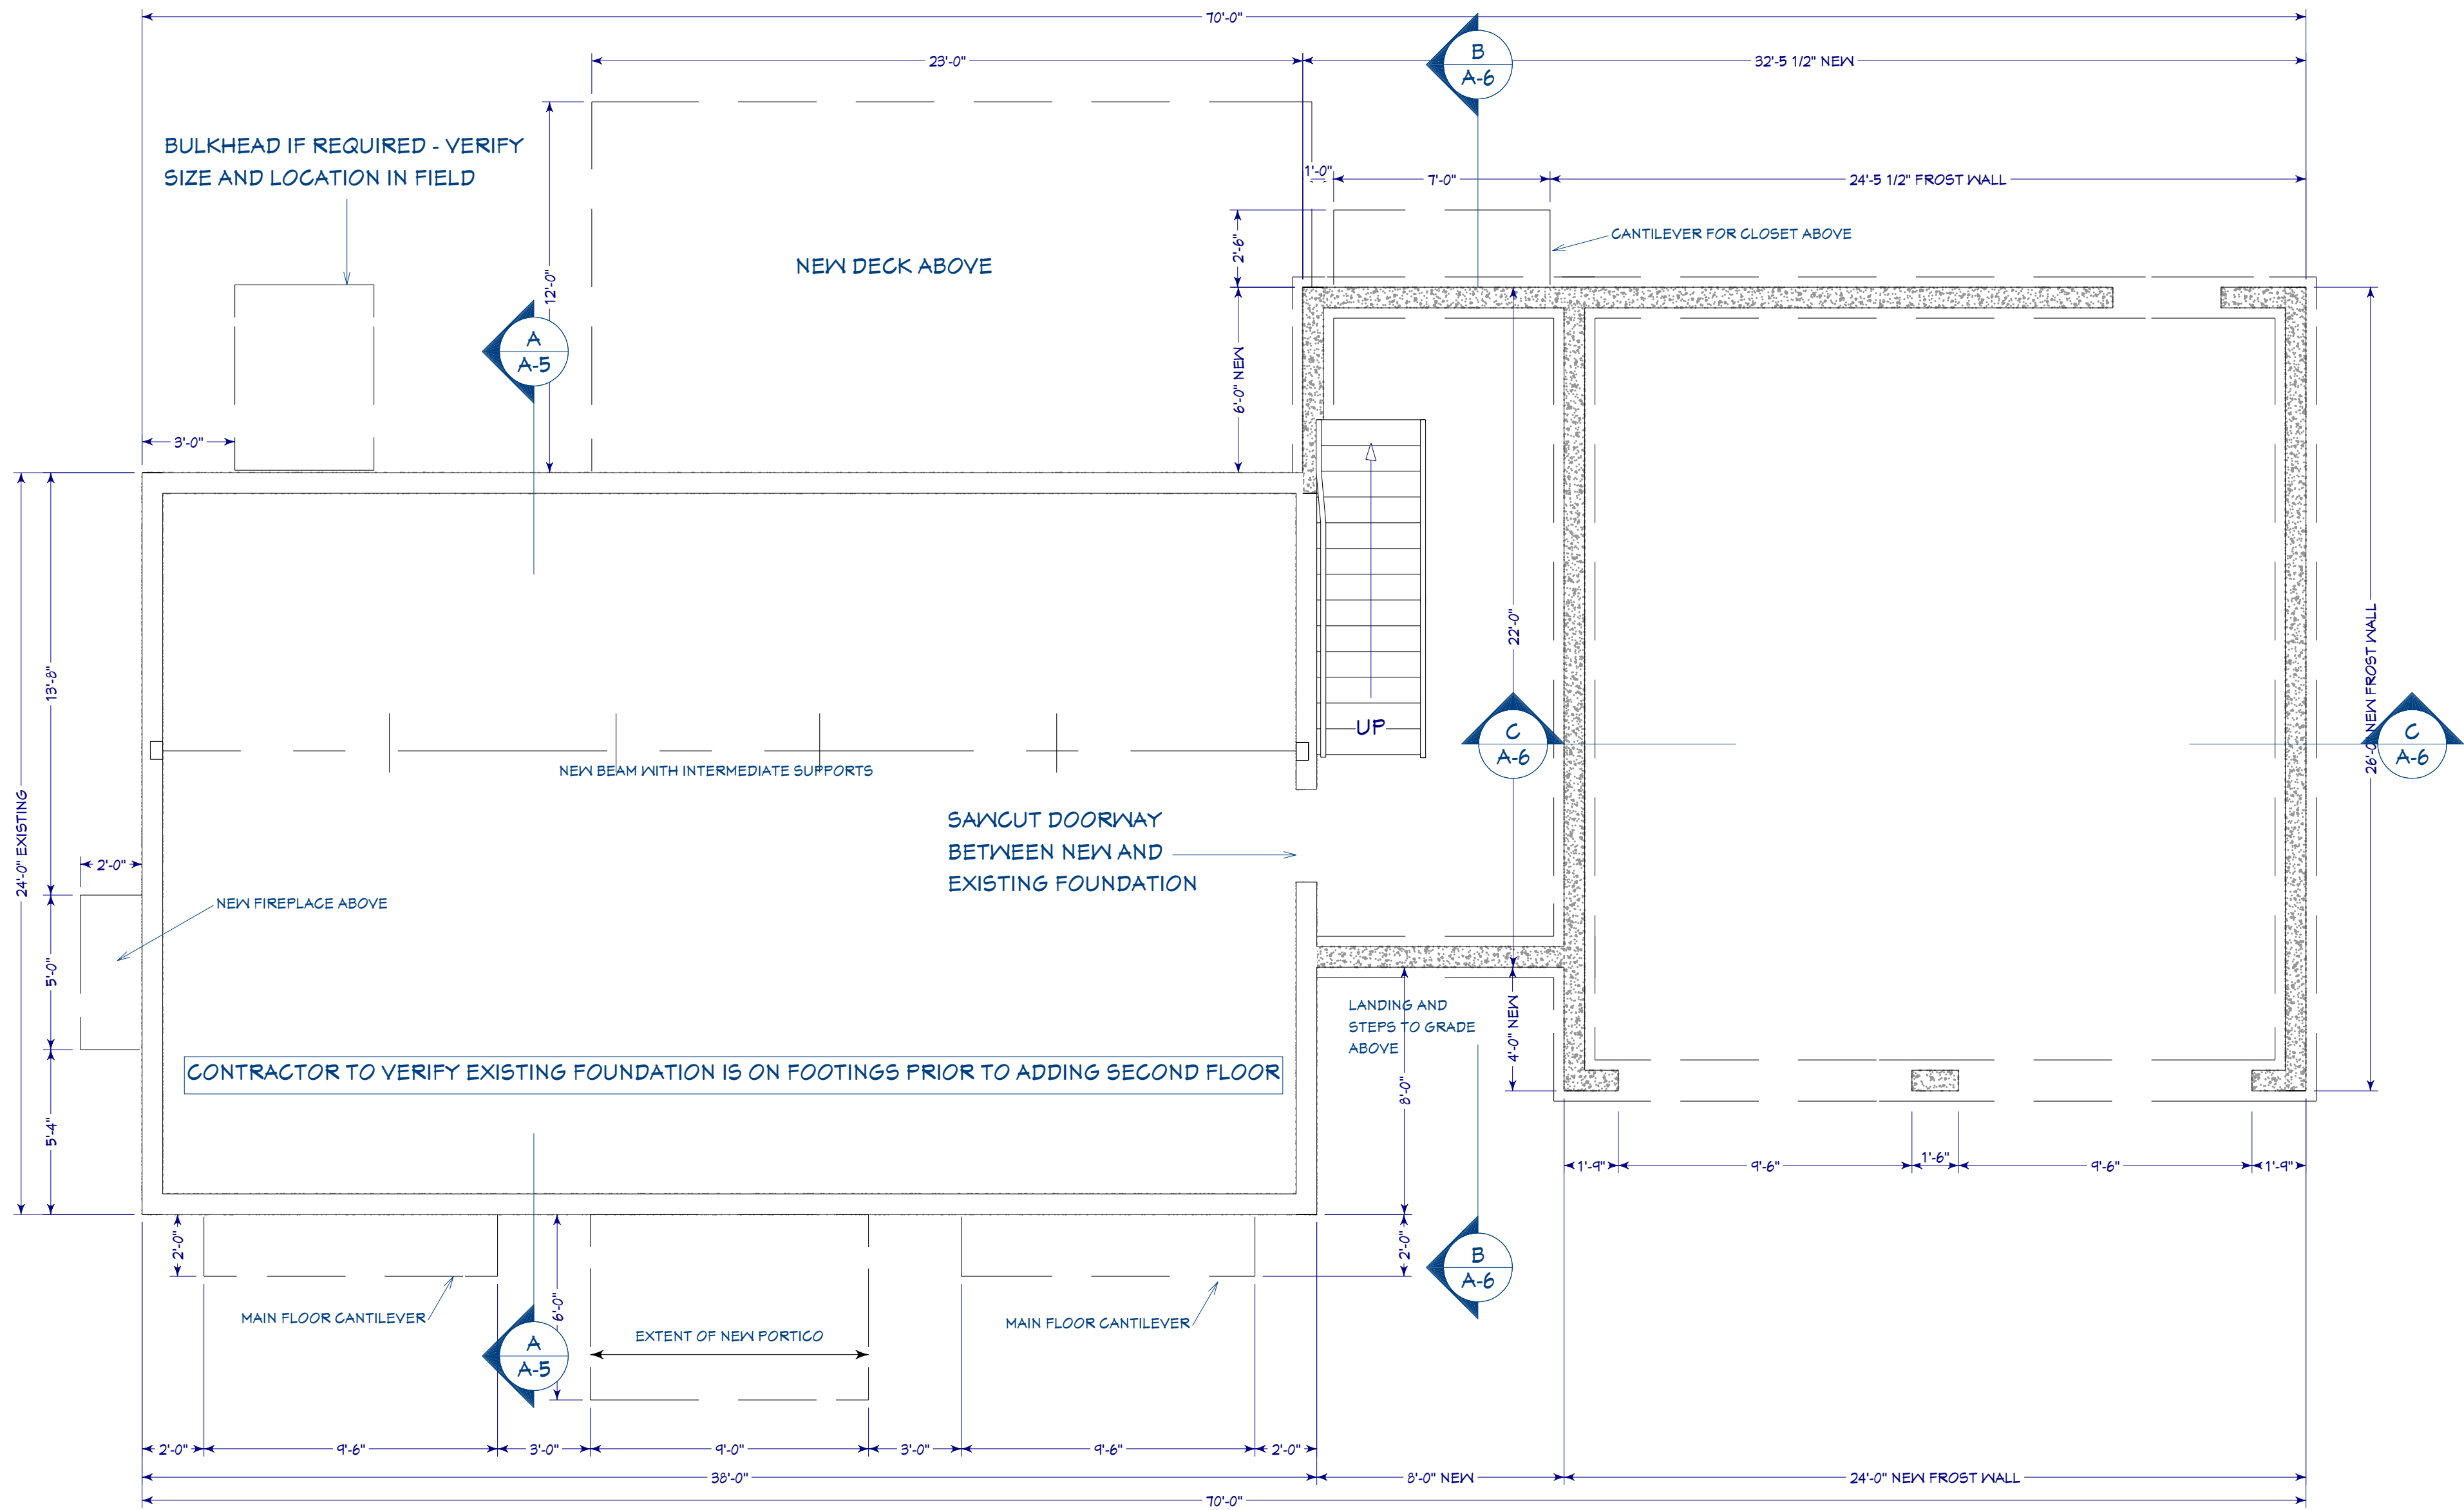 70'-0"
23'-0"
32'-5 1/2" NEW
B
A-6
BULKHEAD IF REQUIRED - VERIFY
SIZE AND LOCATION IN FIELD
1'-0"
7'-0"
24'-5 1/2" FROST WALL
CANTILEVER FOR CLOSET ABOVE
2'-6"
NEW DECK ABOVE
12'-0"
A
A-5
6'-0" NEW
3'-0"
13'-8"
22'-0"
26'-0" NEW FROST WALL
UP
C
A-6
C
A-6
NEW BEAM WITH INTERMEDIATE SUPPORTS
SAWCUT DOORWAY
BETWEEN NEW AND
EXISTING FOUNDATION
24'-0" EXISTING
2'-0"
NEW FIREPLACE ABOVE
5'-0"
LANDING AND
STEPS TO GRADE
ABOVE
4'-0" NEW
CONTRACTOR TO VERIFY EXISTING FOUNDATION IS ON FOOTINGS PRIOR TO ADDING SECOND FLOOR
8'-0"
5'-4"
1'-9"
9'-6"
1'-6"
9'-6"
1'-9"
2'-0"
2'-0"
B
A-6
MAIN FLOOR CANTILEVER
6'-0"
EXTENT OF NEW PORTICO
MAIN FLOOR CANTILEVER
A
A-5
2'-0"
9'-6"
3'-0"
9'-0"
3'-0"
9'-6"
2'-0"
38'-0"
8'-0" NEW
24'-0" NEW FROST WALL
70'-0"